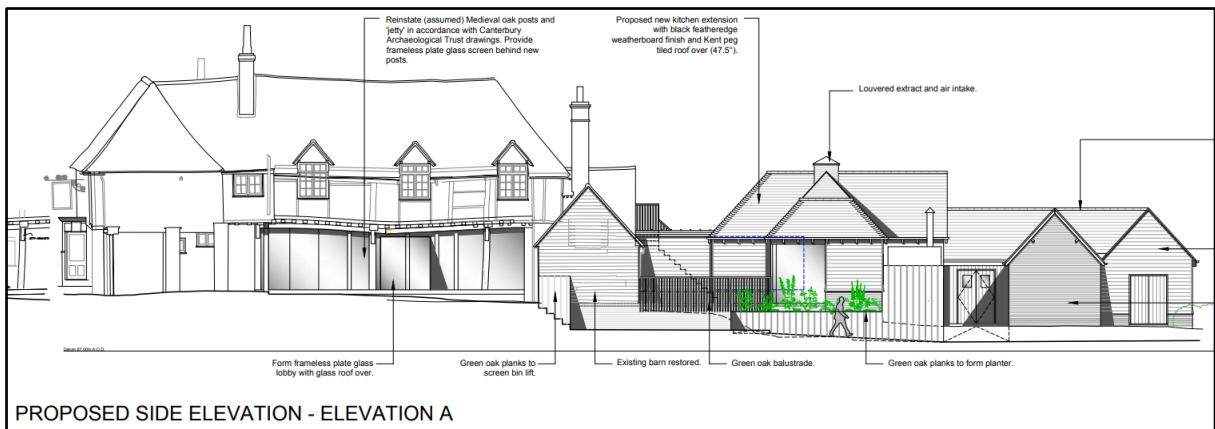 Reinstate (assumed) Medieval oak posts and
'jetty' in accordance with Canterbury
Archaeological Trust drawings. Provide
frameless plate glass screen behind new
posts.
Proposed new kitchen extension
with black featheredge
weatherboard finish and Kent peg
tiled roof over (47.5°).
Louvered extract and air intake.
Datum 87.00m A.O.D.
Form frameless plate glass
lobby with glass roof over.
Green oak planks to
screen bin lift.
Existing barn restored.
Green oak balustrade.
Green oak planks to form planter.
PROPOSED SIDE ELEVATION - ELEVATION A